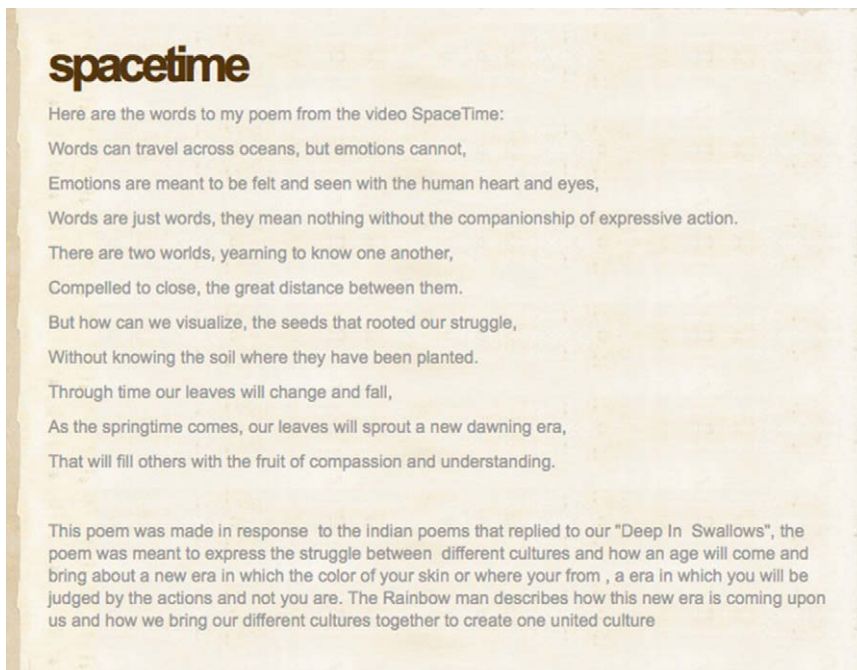 spacetime
Here are the words to my poem from the video SpaceTime:
Words can travel across oceans, but emotions cannot,
Emotions are meant to be felt and seen with the human heart and eyes,
Words are just words, they mean nothing without the companionship of expressive action.
There are two worlds, yearning to know one another,
Compelled to close, the great distance between them.
But how can we visualize, the seeds that rooted our struggle,
Without knowing the soil where they have been planted.
Through time our leaves will change and fall,
As the springtime comes, our leaves will sprout a new dawning era,
That will fill others with the fruit of compassion and understanding.
This poem was made in response  to the indian poems that replied to our "Deep In  Swallows", the
poem was meant to express the struggle between  different cultures and how an age will come and
bring about a new era in which the color of your skin or where your from , a era in which you will be
judged by the actions and not you are. The Rainbow man describes how this new era is coming upon
us and how we bring our different cultures together to create one united culture